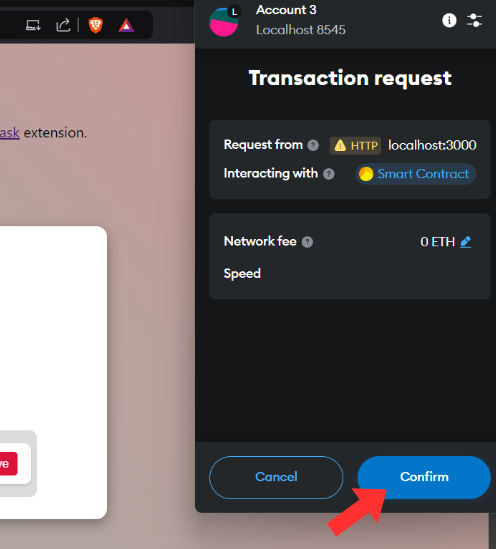 L
Account 3
Localhost 8545
Transaction request
ask extension.
Request from HTTP localhost:3000
Interacting with Smart Contract
Network fee 0 ETH
Speed
ve
Cancel Confirm